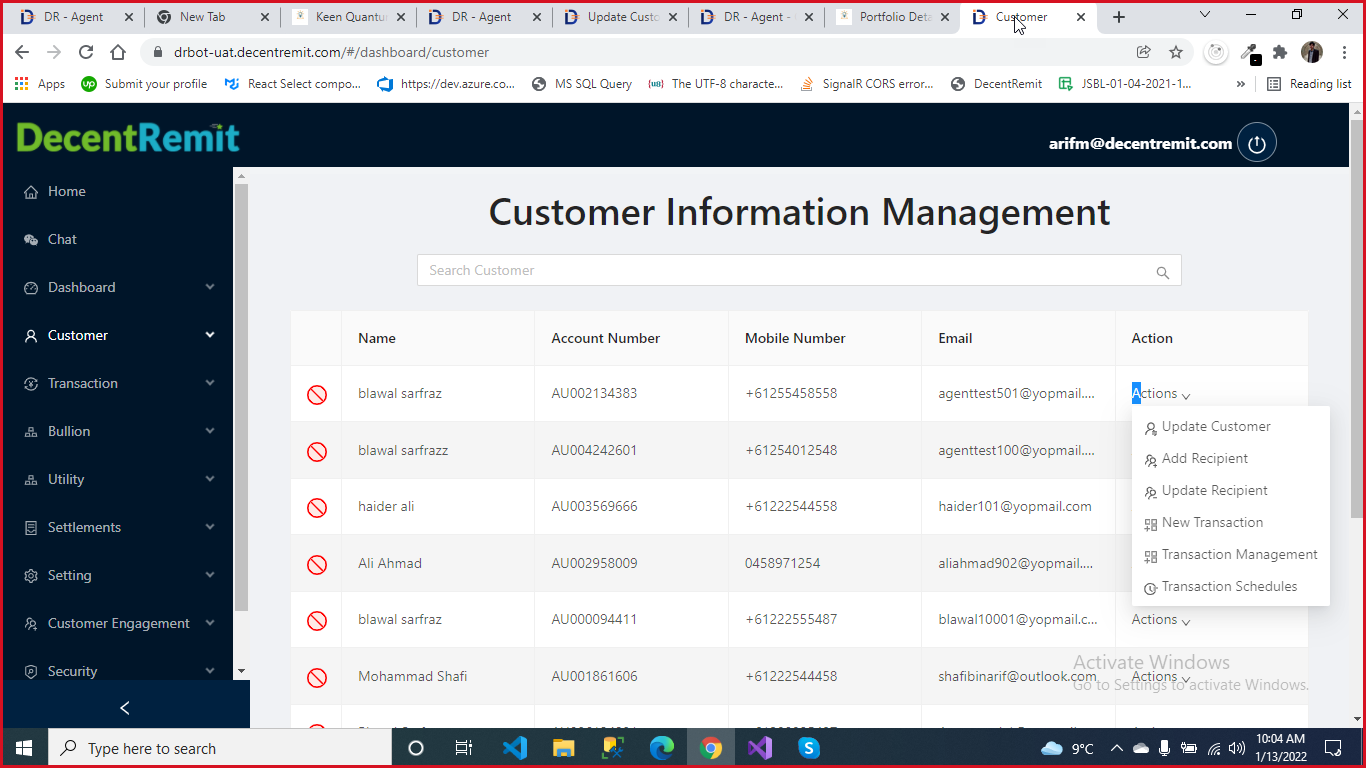 DR - Agent
New Tab
Keen Quantu
DR - Agent
Update Custo
DR - Agent -
Portfolio Deta
Customer
drbot-uat.decentremit.com/#/dashboard/customer
Apps
up Submit your profile
React Select compo...
https://dev.azure.co...
MS SQL Query
The UTF-8 characte...
SignalR CORS error...
DecentRemit
JSBL-01-04-2021-1...
»
Reading list
DecentRemit
arifm@decentremit.com
Home
Chat
Dashboard
Customer
Transaction
Bullion
Utility
Settlements
Setting
Customer Engagement
Security
Customer Information Management
Search Customer
Name Account Number Mobile Number Email Action
blawal sarfraz AU002134383 +61255458558 agenttest501@yopmail.... Actions
blawal sarfrazz AU004242601 +61254012548 agenttest100@yopmail....
haider ali AU003569666 +61222544558 haider101@yopmail.com
Ali Ahmad AU002958009 0458971254 aliahmad902@yopmail....
blawal sarfraz AU000094411 +61222555487 blawal10001@yopmail.c... Actions
Mohammad Shafi AU001861606 +61222544458 shafibinarif@outlook.com Actions
Update Customer
Add Recipient
Update Recipient
New Transaction
Transaction Management
Transaction Schedules
Activate Windows
Go to Settings to activate Windows.
Type here to search
9°C
10:04 AM
1/13/2022